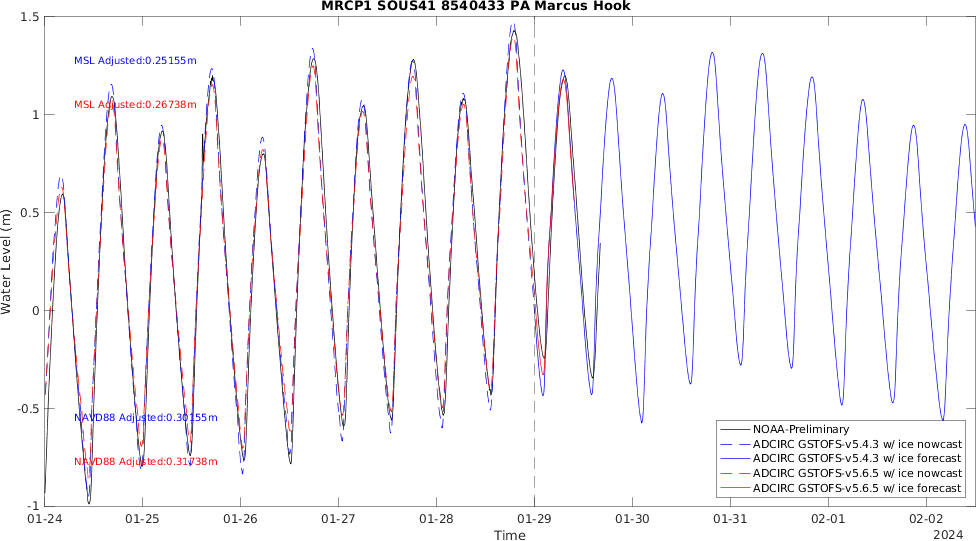 MRCP1 SOUS41 8540433 PA Marcus Hook
1.5
1
0.5
0
-0.5
-1
Water Level (m)
MSL Adjusted:0.25155m
MSL Adjusted:0.26738m
NAVD88 Adjusted:0.30155m
NAVD88 Adjusted:0.31738m
NOAA-Preliminary
ADCIRC GSTOFS-v5.4.3 w/ ice nowcast
ADCIRC GSTOFS-v5.4.3 w/ ice forecast
ADCIRC GSTOFS-v5.6.5 w/ ice nowcast
ADCIRC GSTOFS-v5.6.5 w/ ice forecast
01-24 01-25 01-26 01-27 01-28 01-29 01-30 01-31 02-01 02-02
Time
2024